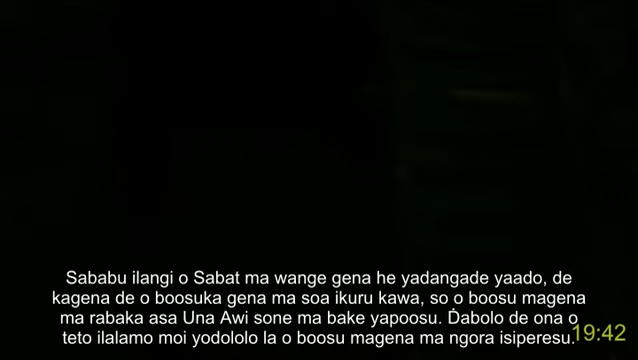 Sababu ilangi o Sabat ma wange gena he yadangade yaado, de
kagena de o boosuka gena ma soa ikuru kawa, so o boosu magena
ma rabaka asa Una Awi sone ma bake yapoosu. Ḋabolo de ona o
teto ilalamo moi yodololo la o boosu magena ma ngora isiperesu.
19:42